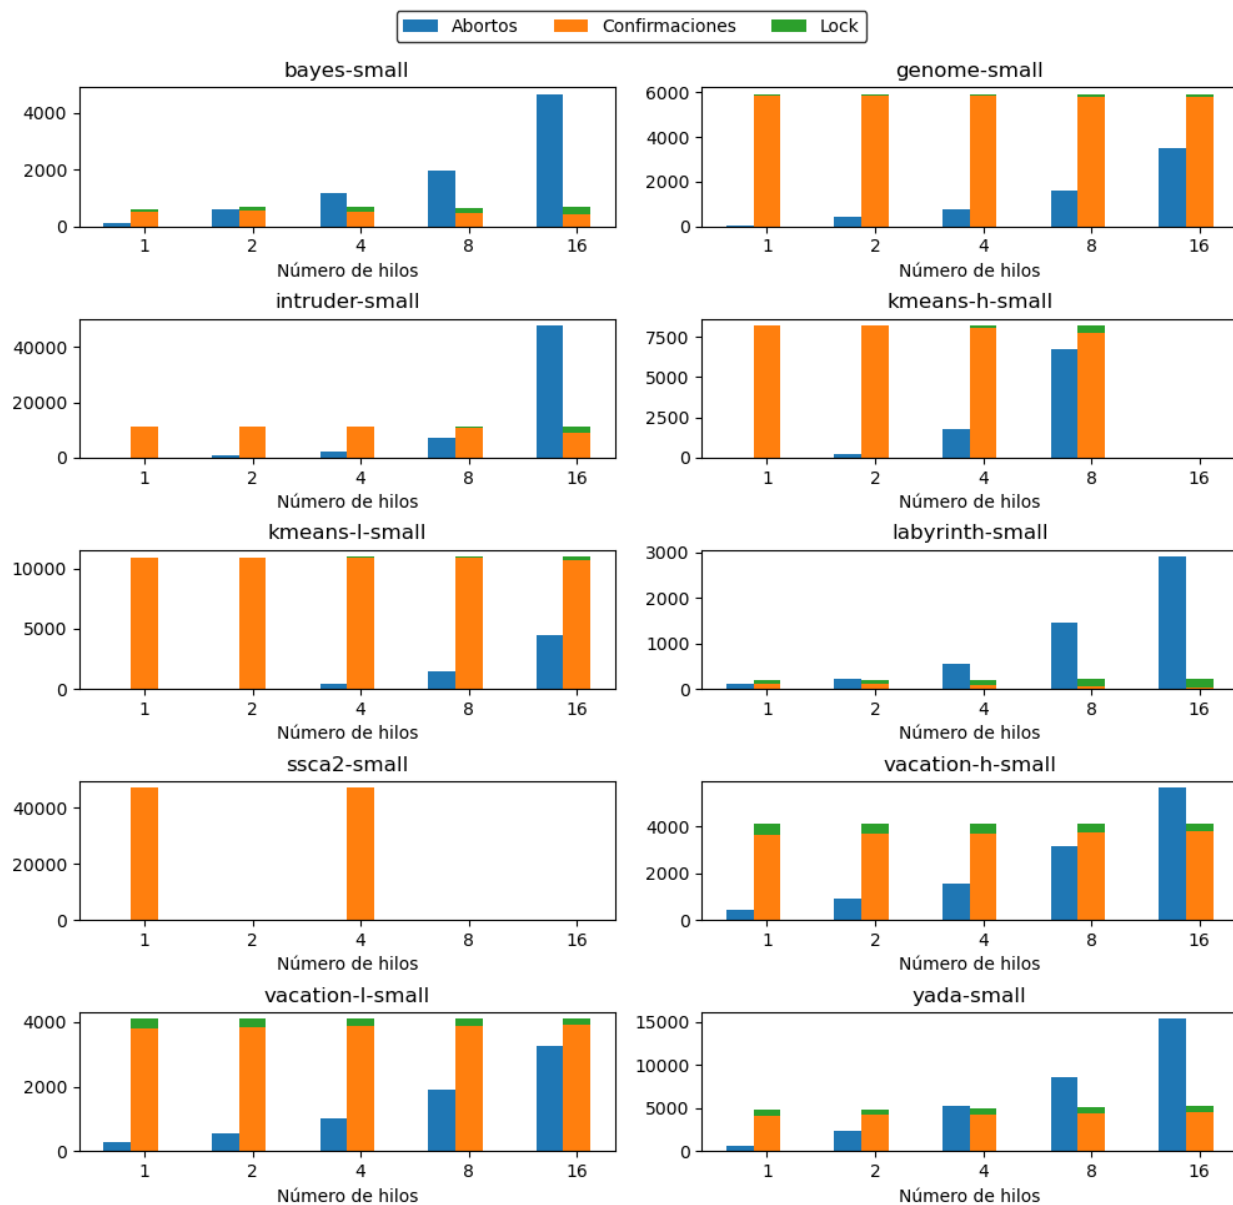 Abortos Confirmaciones Lock
bayes-small
4000
2000
0
1 2 4 8 16
Número de hilos
genome-small
6000
4000
2000
0
1 2 4 8 16
Número de hilos
intruder-small
40000
20000
0
1 2 4 8 16
Número de hilos
kmeans-h-small
7500
5000
2500
0
1 2 4 8 16
Número de hilos
kmeans-l-small
10000
5000
0
1 2 4 8 16
Número de hilos
labyrinth-small
3000
2000
1000
0
1 2 4 8 16
Número de hilos
ssca2-small
40000
20000
0
1 2 4 8 16
Número de hilos
vacation-h-small
4000
2000
0
1 2 4 8 16
Número de hilos
vacation-l-small
4000
2000
0
1 2 4 8 16
Número de hilos
yada-small
15000
10000
5000
0
1 2 4 8 16
Número de hilos